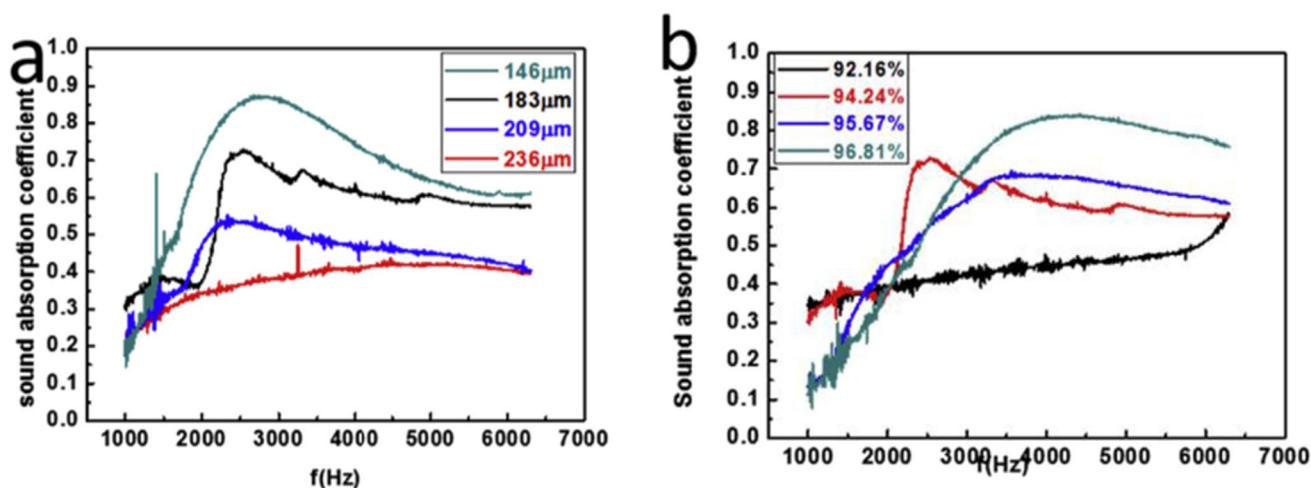 a
sound absorption coefficient
1.0
0.9
0.8
0.7
0.6
0.5
0.4
0.3
0.2
0.1
0.0
146μm
183μm
209μm
236μm
1000 2000 3000 4000 5000 6000 7000
f(Hz)
b
Sound absorption coefficient
1.0
0.9
0.8
0.7
0.6
0.5
0.4
0.3
0.2
0.1
0.0
92.16%
94.24%
95.67%
96.81%
1000 2000 3000 4000 5000 6000 7000
f(Hz)